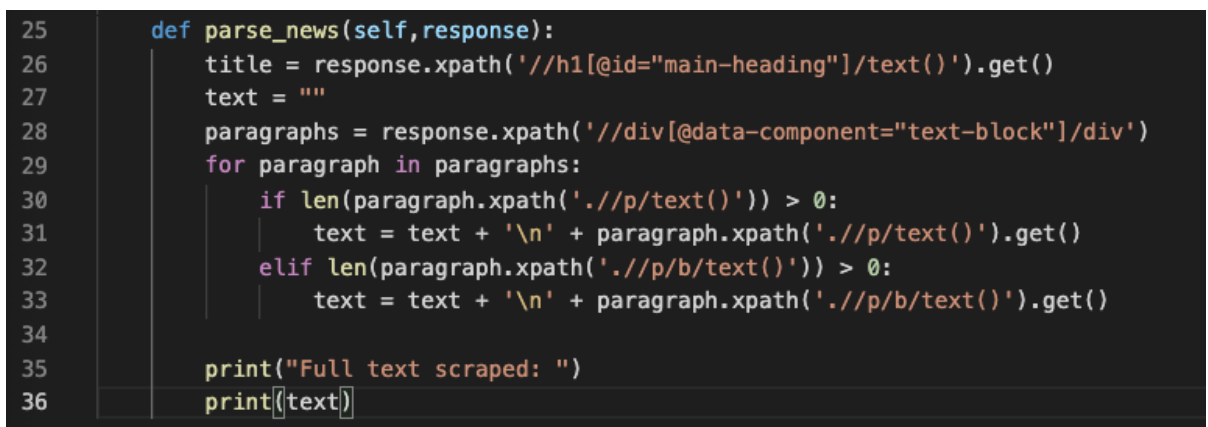 25 def parse_news(self,response):
26 title = response.xpath('//h1[@id="main-heading"]/text()').get()
27 text = ""
28 paragraphs = response.xpath('//div[@data-component="text-block"]/div')
29 for paragraph in paragraphs:
30 if len(paragraph.xpath('.//p/text()')) > 0:
31 text = text + '\n' + paragraph.xpath('.//p/text()').get()
32 elif len(paragraph.xpath('.//p/b/text()')) > 0:
33 text = text + '\n' + paragraph.xpath('.//p/b/text()').get()
34
35 print("Full text scraped: ")
36 print(text)